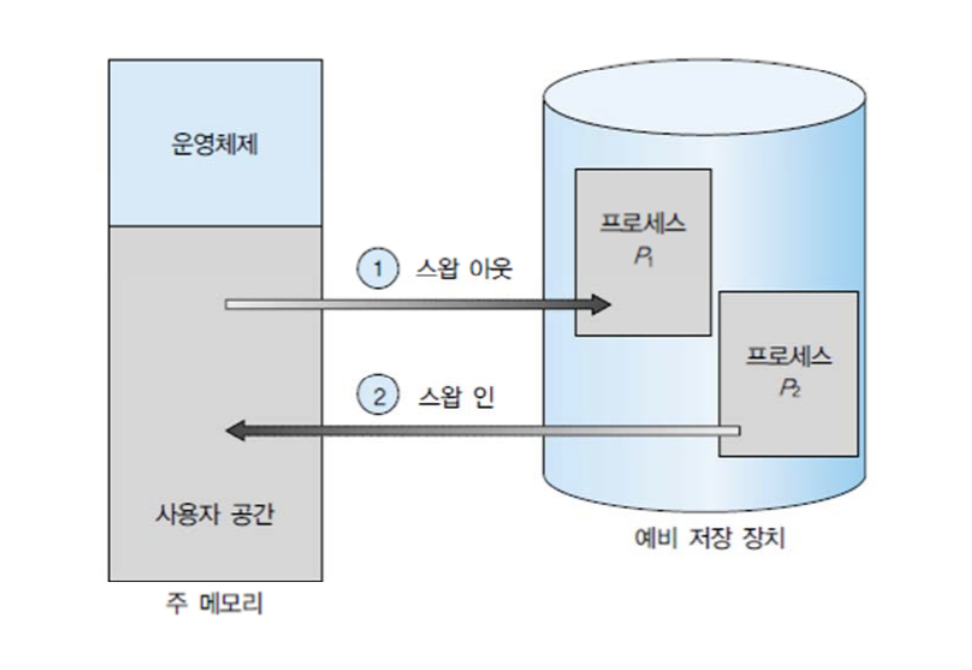 운영체제
프로세스
P₁
① 스왑 아웃
프로세스
P₂
② 스왑 인
사용자 공간
예비 저장 장치
주 메모리